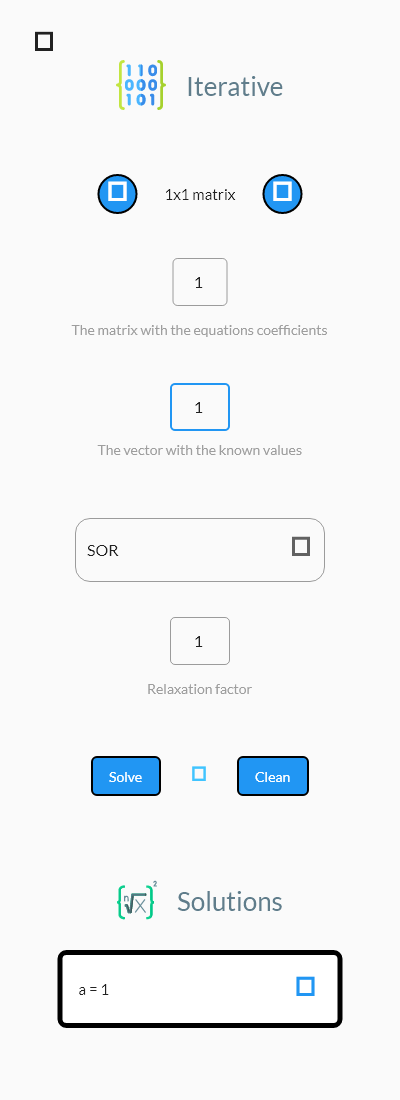 110
000
101
Iterative
1x1 matrix
1
The matrix with the equations coefficients
1
The vector with the known values
SOR
1
Relaxation factor
Solve
Clean
{n√x}2
Solutions
a = 1